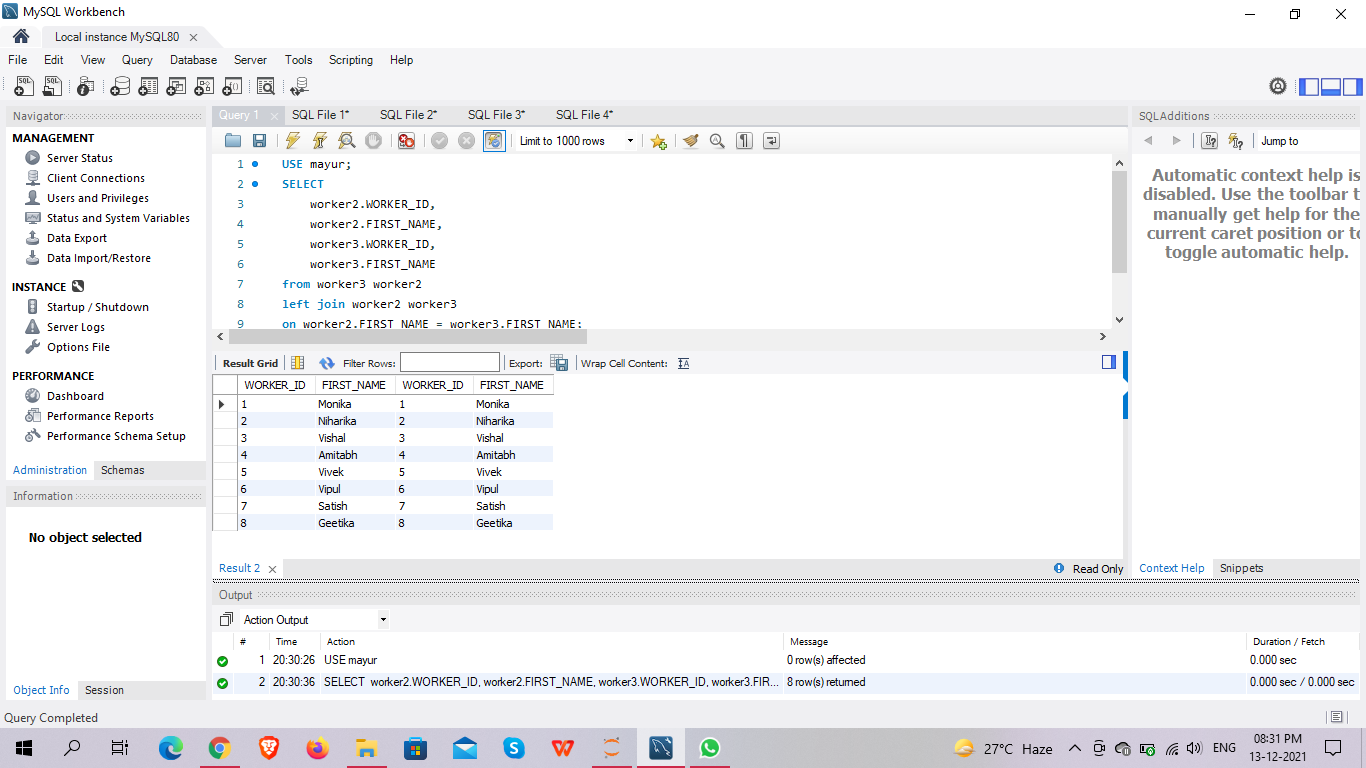 MySQL Workbench
Local instance MySQL80
File Edit View Query Database Server Tools Scripting Help
Navigator
MANAGEMENT
Server Status
Client Connections
Users and Privileges
Status and System Variables
Data Export
Data Import/Restore
INSTANCE
Startup / Shutdown
Server Logs
Options File
PERFORMANCE
Dashboard
Performance Reports
Performance Schema Setup
Administration Schemas
Information
No object selected
Object Info Session
Query Completed
Query 1 SQL File 1* SQL File 2* SQL File 3* SQL File 4*
Limit to 1000 rows
1 USE mayur;
2 SELECT
3 worker2.WORKER_ID,
4 worker2.FIRST_NAME,
5 worker3.WORKER_ID,
6 worker3.FIRST_NAME
7 from worker3 worker2
8 left join worker2 worker3
9 on worker2.FIRST_NAME = worker3.FIRST_NAME;
Result Grid Filter Rows: Export: Wrap Cell Content:
WORKER_ID FIRST_NAME WORKER_ID FIRST_NAME
1 Monika 1 Monika
2 Niharika 2 Niharika
3 Vishal 3 Vishal
4 Amitabh 4 Amitabh
5 Vivek 5 Vivek
6 Vipul 6 Vipul
7 Satish 7 Satish
8 Geetika 8 Geetika
Result 2 Read Only
Output
Action Output
# Time Action Message Duration / Fetch
1 20:30:26 USE mayur 0 row(s) affected 0.000 sec
2 20:30:36 SELECT worker2.WORKER_ID, worker2.FIRST_NAME, worker3.WORKER_ID, worker3.FIR... 8 row(s) returned 0.000 sec / 0.000 sec
SQLAdditions
Jump to
Automatic context help is
disabled. Use the toolbar t
manually get help for the
current caret position or to
toggle automatic help.
Context Help Snippets
27°C Haze ENG 08:31 PM
13-12-2021